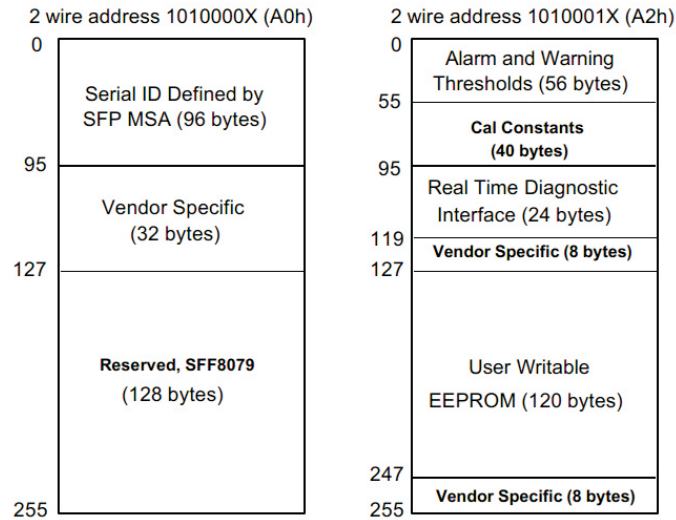 2 wire address 1010000X (A0h)
0
Serial ID Defined by
SFP MSA (96 bytes)
95
Vendor Specific
(32 bytes)
127
Reserved, SFF8079
(128 bytes)
255
2 wire address 1010001X (A2h)
0
Alarm and Warning
Thresholds (56 bytes)
55
Cal Constants
(40 bytes)
95
Real Time Diagnostic
Interface (24 bytes)
119
Vendor Specific (8 bytes)
127
User Writable
EEPROM (120 bytes)
247
Vendor Specific (8 bytes)
255